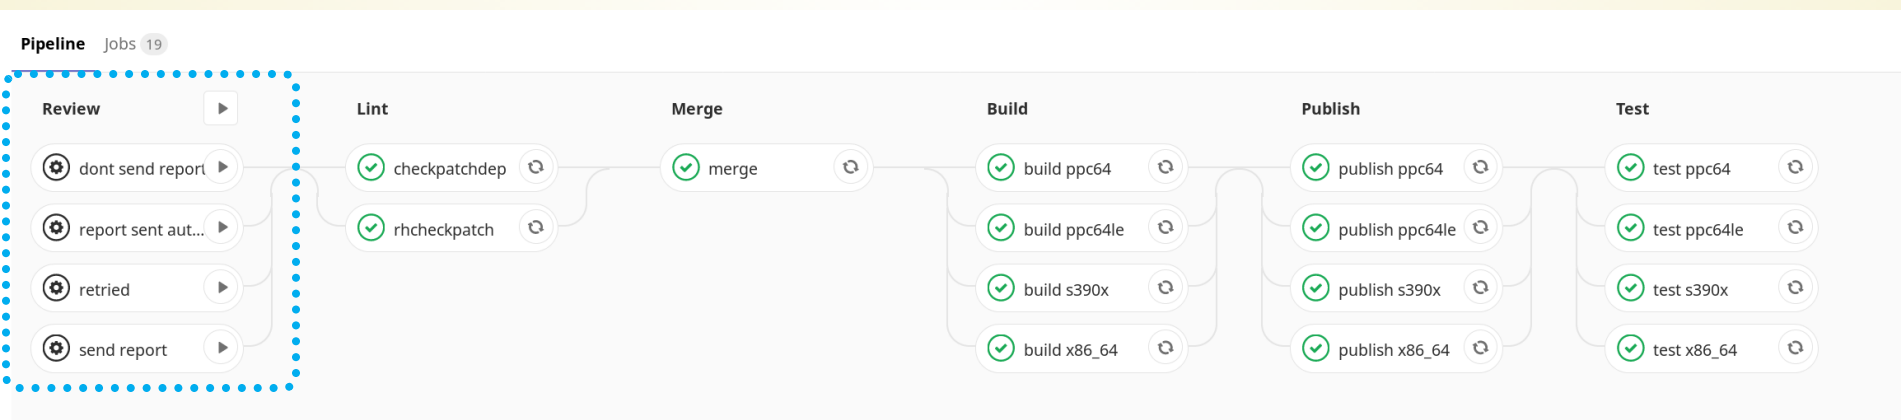 Pipeline Jobs 19
Review Lint Merge Build Publish Test
dont send report checkpatchdep merge build ppc64 publish ppc64 test ppc64
report sent aut... rhcheckpatch build ppc64le publish ppc64le test ppc64le
retried build s390x publish s390x test s390x
send report build x86_64 publish x86_64 test x86_64